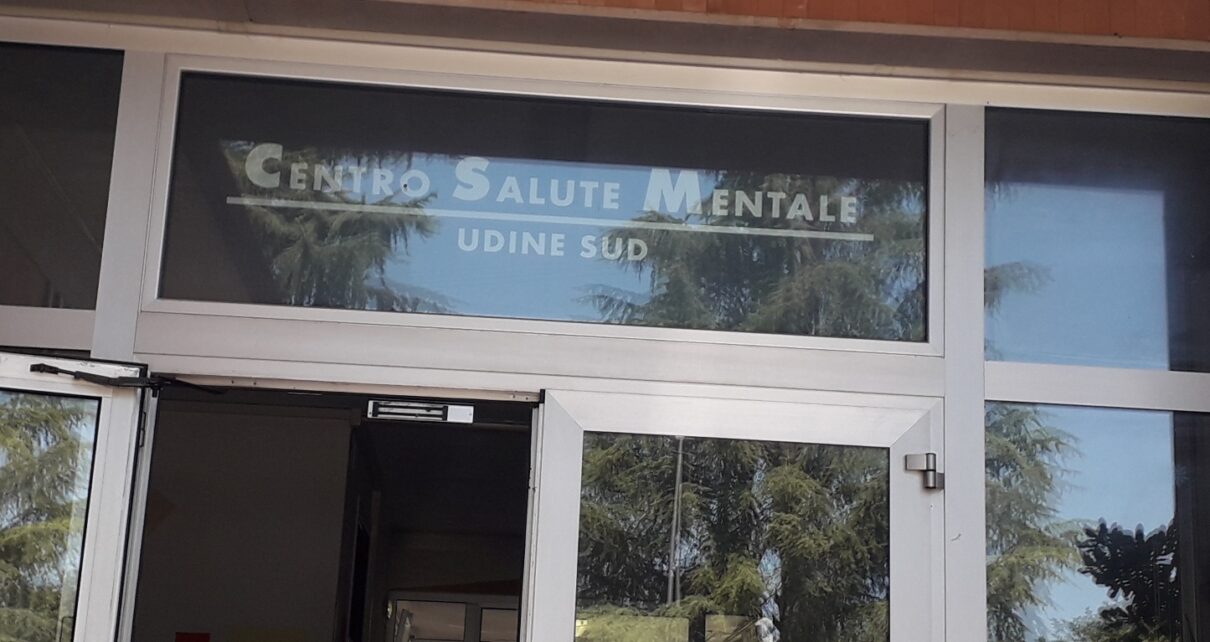 CENTRO SALUTE MENTALE
UDINE SUD